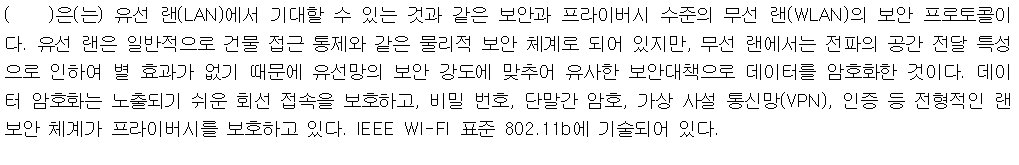 (      )은(는) 유선 랜(LAN)에서 기대할 수 있는 것과 같은 보안과 프라이버시 수준의 무선 랜(WLAN)의 보안 프로토콜이
다. 유선 랜은 일반적으로 건물 접근 통제와 같은 물리적 보안 체계로 되어 있지만, 무선 랜에서는 전파의 공간 전달 특성
으로 인하여 별 효과가 없기 때문에 유선망의 보안 강도에 맞추어 유사한 보안대책으로 데이터를 암호화한 것이다. 데이
터 암호화는 노출되기 쉬운 회선 접속을 보호하고, 비밀 번호, 단말간 암호, 가상 사설 통신망(VPN), 인증 등 전형적인 랜
보안 체계가 프라이버시를 보호하고 있다. IEEE WI-FI 표준 802.11b에 기술되어 있다.